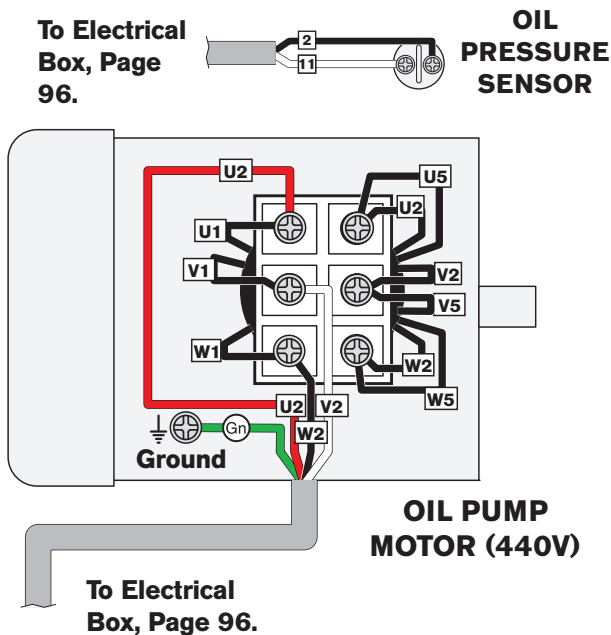 To Electrical
Box, Page
96.
2
11
OIL
PRESSURE
SENSOR
U2
U5
U2
U1
V1
V2
V5
W1
W2
W5
U2
V2
W2
Gn
Ground
OIL PUMP
MOTOR (440V)
To Electrical
Box, Page 96.